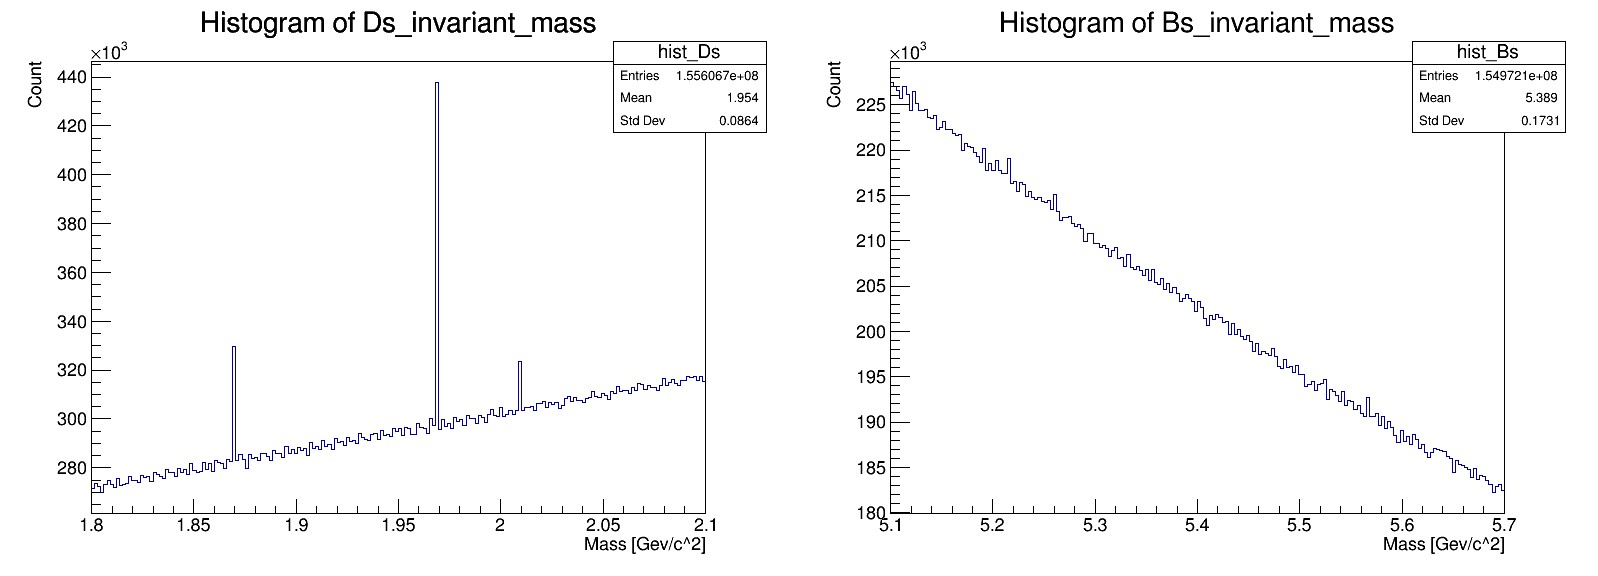 Histogram of Ds_invariant_mass
×10³
Count
hist_Ds
Entries 1.556067e+08
Mean 1.954
Std Dev 0.0864
440
420
400
380
360
340
320
300
280
1.8 1.85 1.9 1.95 2 2.05 2.1
Mass [Gev/c^2]
Histogram of Bs_invariant_mass
×10³
Count
hist_Bs
Entries 1.549721e+08
Mean 5.389
Std Dev 0.1731
225
220
215
210
205
200
195
190
185
180
5.1 5.2 5.3 5.4 5.5 5.6 5.7
Mass [Gev/c^2]